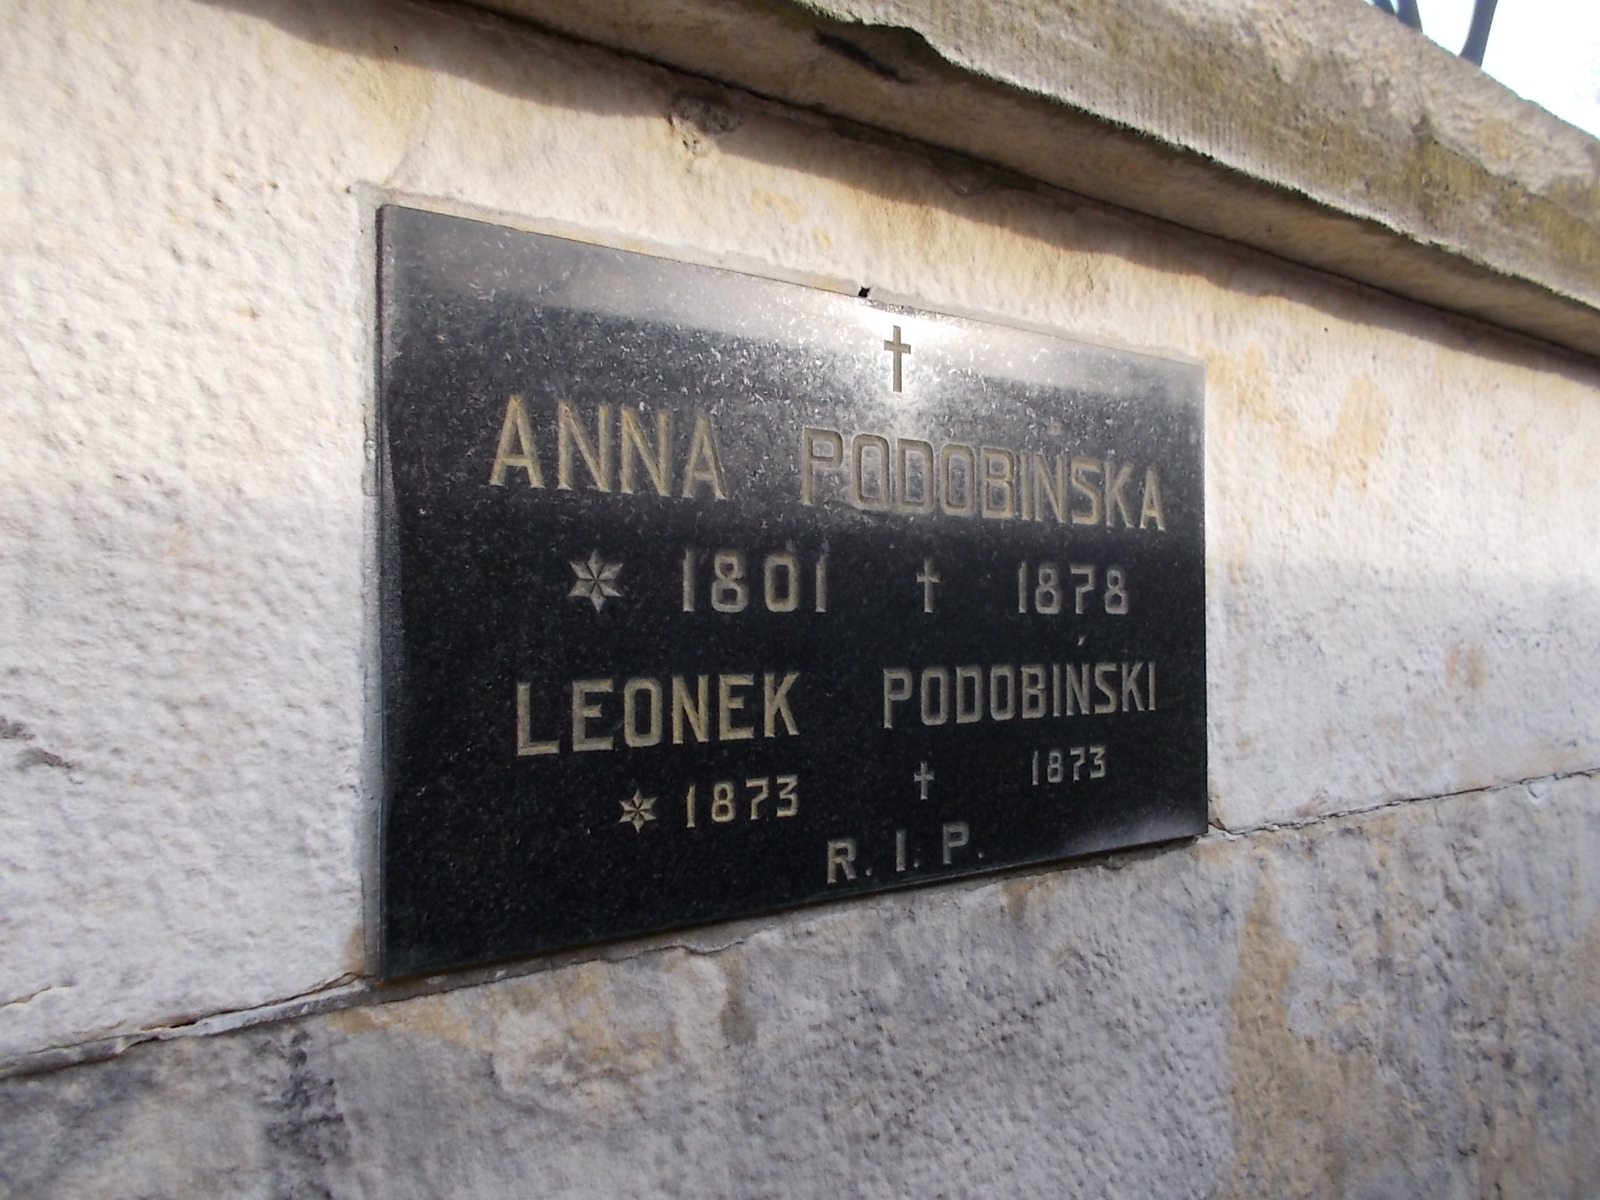 †
ANNA PODOBIŃSKA
✶ 1801 † 1878
LEONEK PODOBIŃSKI
✶ 1873 † 1873
R. I. P.